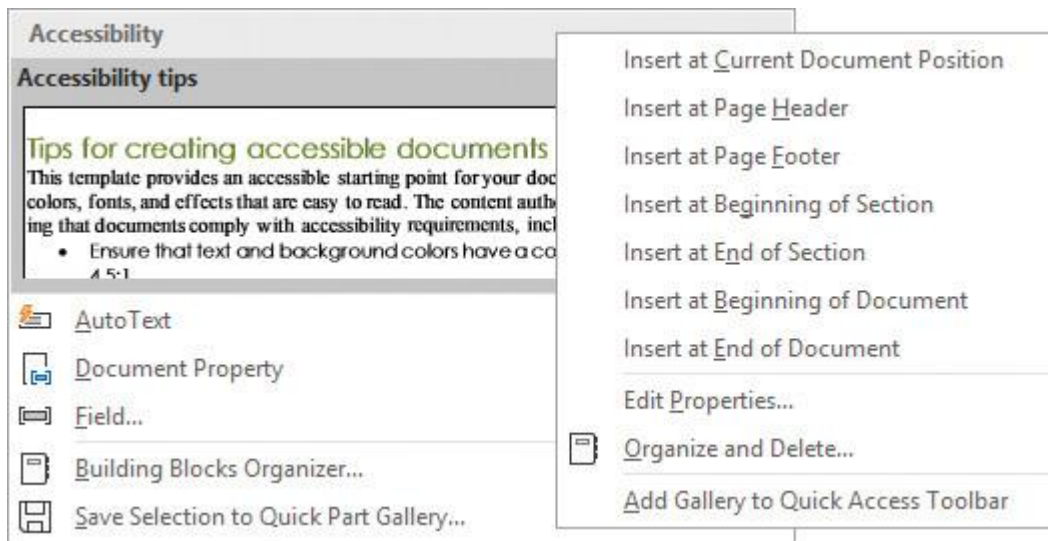 Accessibility
Accessibility tips
Tips for creating accessible documents
This template provides an accessible starting point for your doc
colors, fonts, and effects that are easy to read. The content auth
ing that documents comply with accessibility requirements, incl
• Ensure that text and background colors have a co
4.5:1
AutoText
Document Property
Field...
Building Blocks Organizer...
Save Selection to Quick Part Gallery...
Insert at Current Document Position
Insert at Page Header
Insert at Page Footer
Insert at Beginning of Section
Insert at End of Section
Insert at Beginning of Document
Insert at End of Document
Edit Properties...
Organize and Delete...
Add Gallery to Quick Access Toolbar